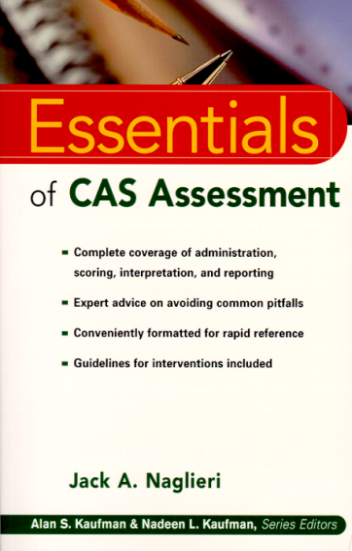 Essentials
of CAS Assessment
Complete coverage of administration,
scoring, interpretation, and reporting
Expert advice on avoiding common pitfalls
Conveniently formatted for rapid reference
Guidelines for interventions included
Jack A. Naglieri
Alan S. Kaufman & Nadeen L. Kaufman, Series Editors